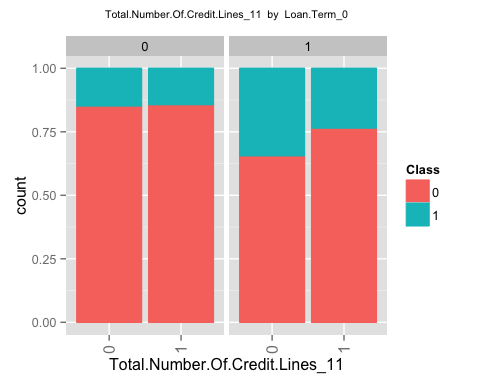 Total.Number.Of.Credit.Lines_11 by Loan.Term_0
0 1
1.00
0.75
0.50
0.25
0.00
count
0 1 0 1
Total.Number.Of.Credit.Lines_11
Class
0
1